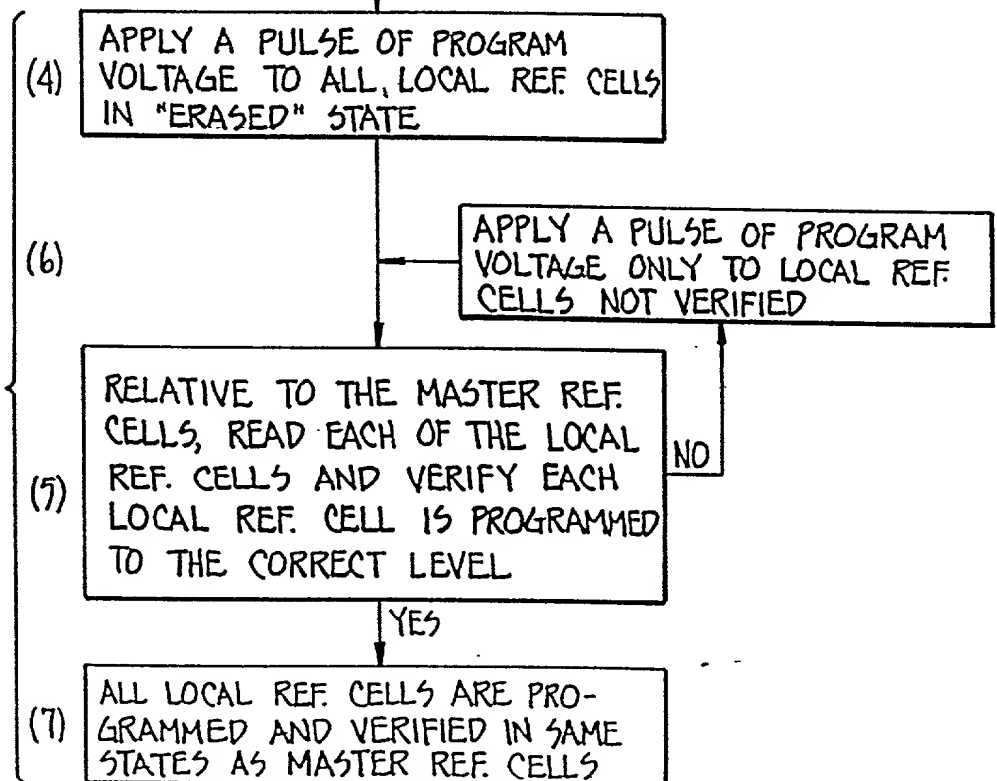 (4)
APPLY A PULSE OF PROGRAM
VOLTAGE TO ALL, LOCAL REF. CELLS
IN "ERASED" STATE
(6)
APPLY A PULSE OF PROGRAM
VOLTAGE ONLY TO LOCAL REF.
CELLS NOT VERIFIED
(5)
RELATIVE TO THE MASTER REF.
CELLS, READ EACH OF THE LOCAL
REF. CELLS AND VERIFY EACH
LOCAL REF. CELL IS PROGRAMMED
TO THE CORRECT LEVEL
NO
YES
(7)
ALL LOCAL REF. CELLS ARE PRO-
GRAMMED AND VERIFIED IN SAME
STATES AS MASTER REF. CELLS